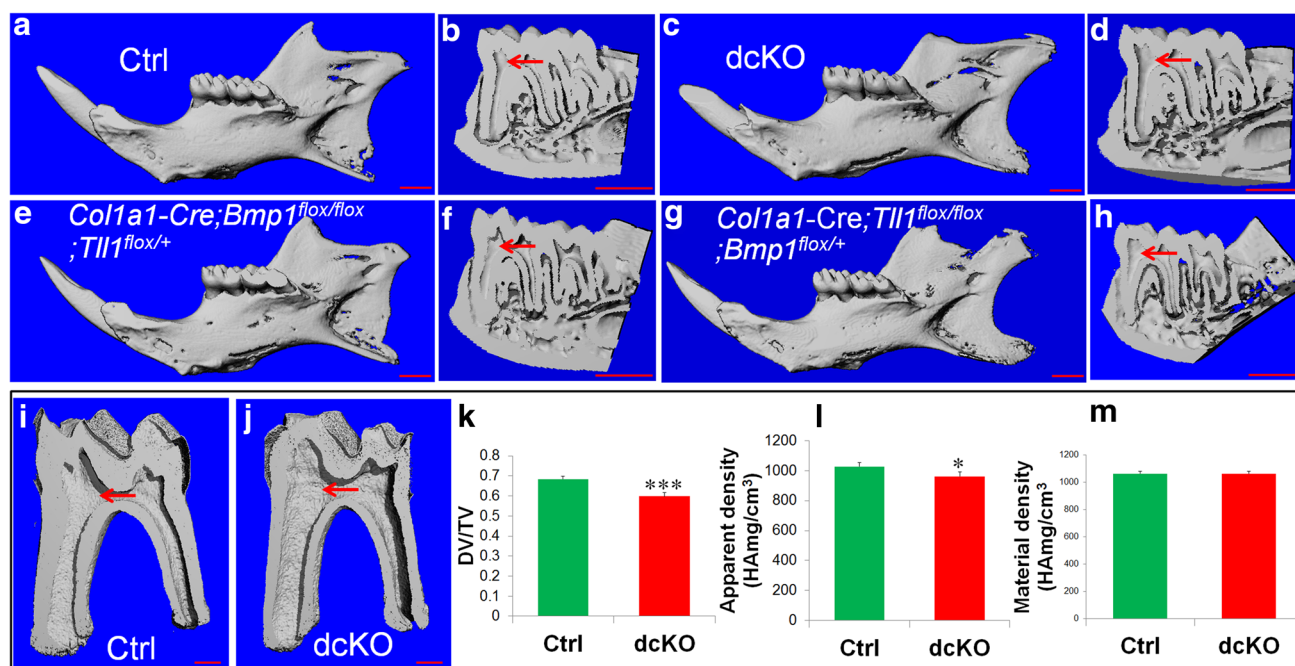 a
Ctrl
b
c
dcKO
d
e
Col1a1-Cre;Bmp1flox/flox
;Tll1flox/+
f
g
Col1a1-Cre;Tll1flox/flox
;Bmp1flox/+
h
i
Ctrl
j
dcKO
k
DV/TV
0.8
0.7
0.6
0.5
0.4
0.3
0.2
0.1
0
***
Ctrl
dcKO
l
Apparent density
(HAmg/cm³)
1200
1000
800
600
400
200
0
*
Ctrl
dcKO
m
Material density
(HAmg/cm³
1200
1000
800
600
400
200
0
Ctrl
dcKO